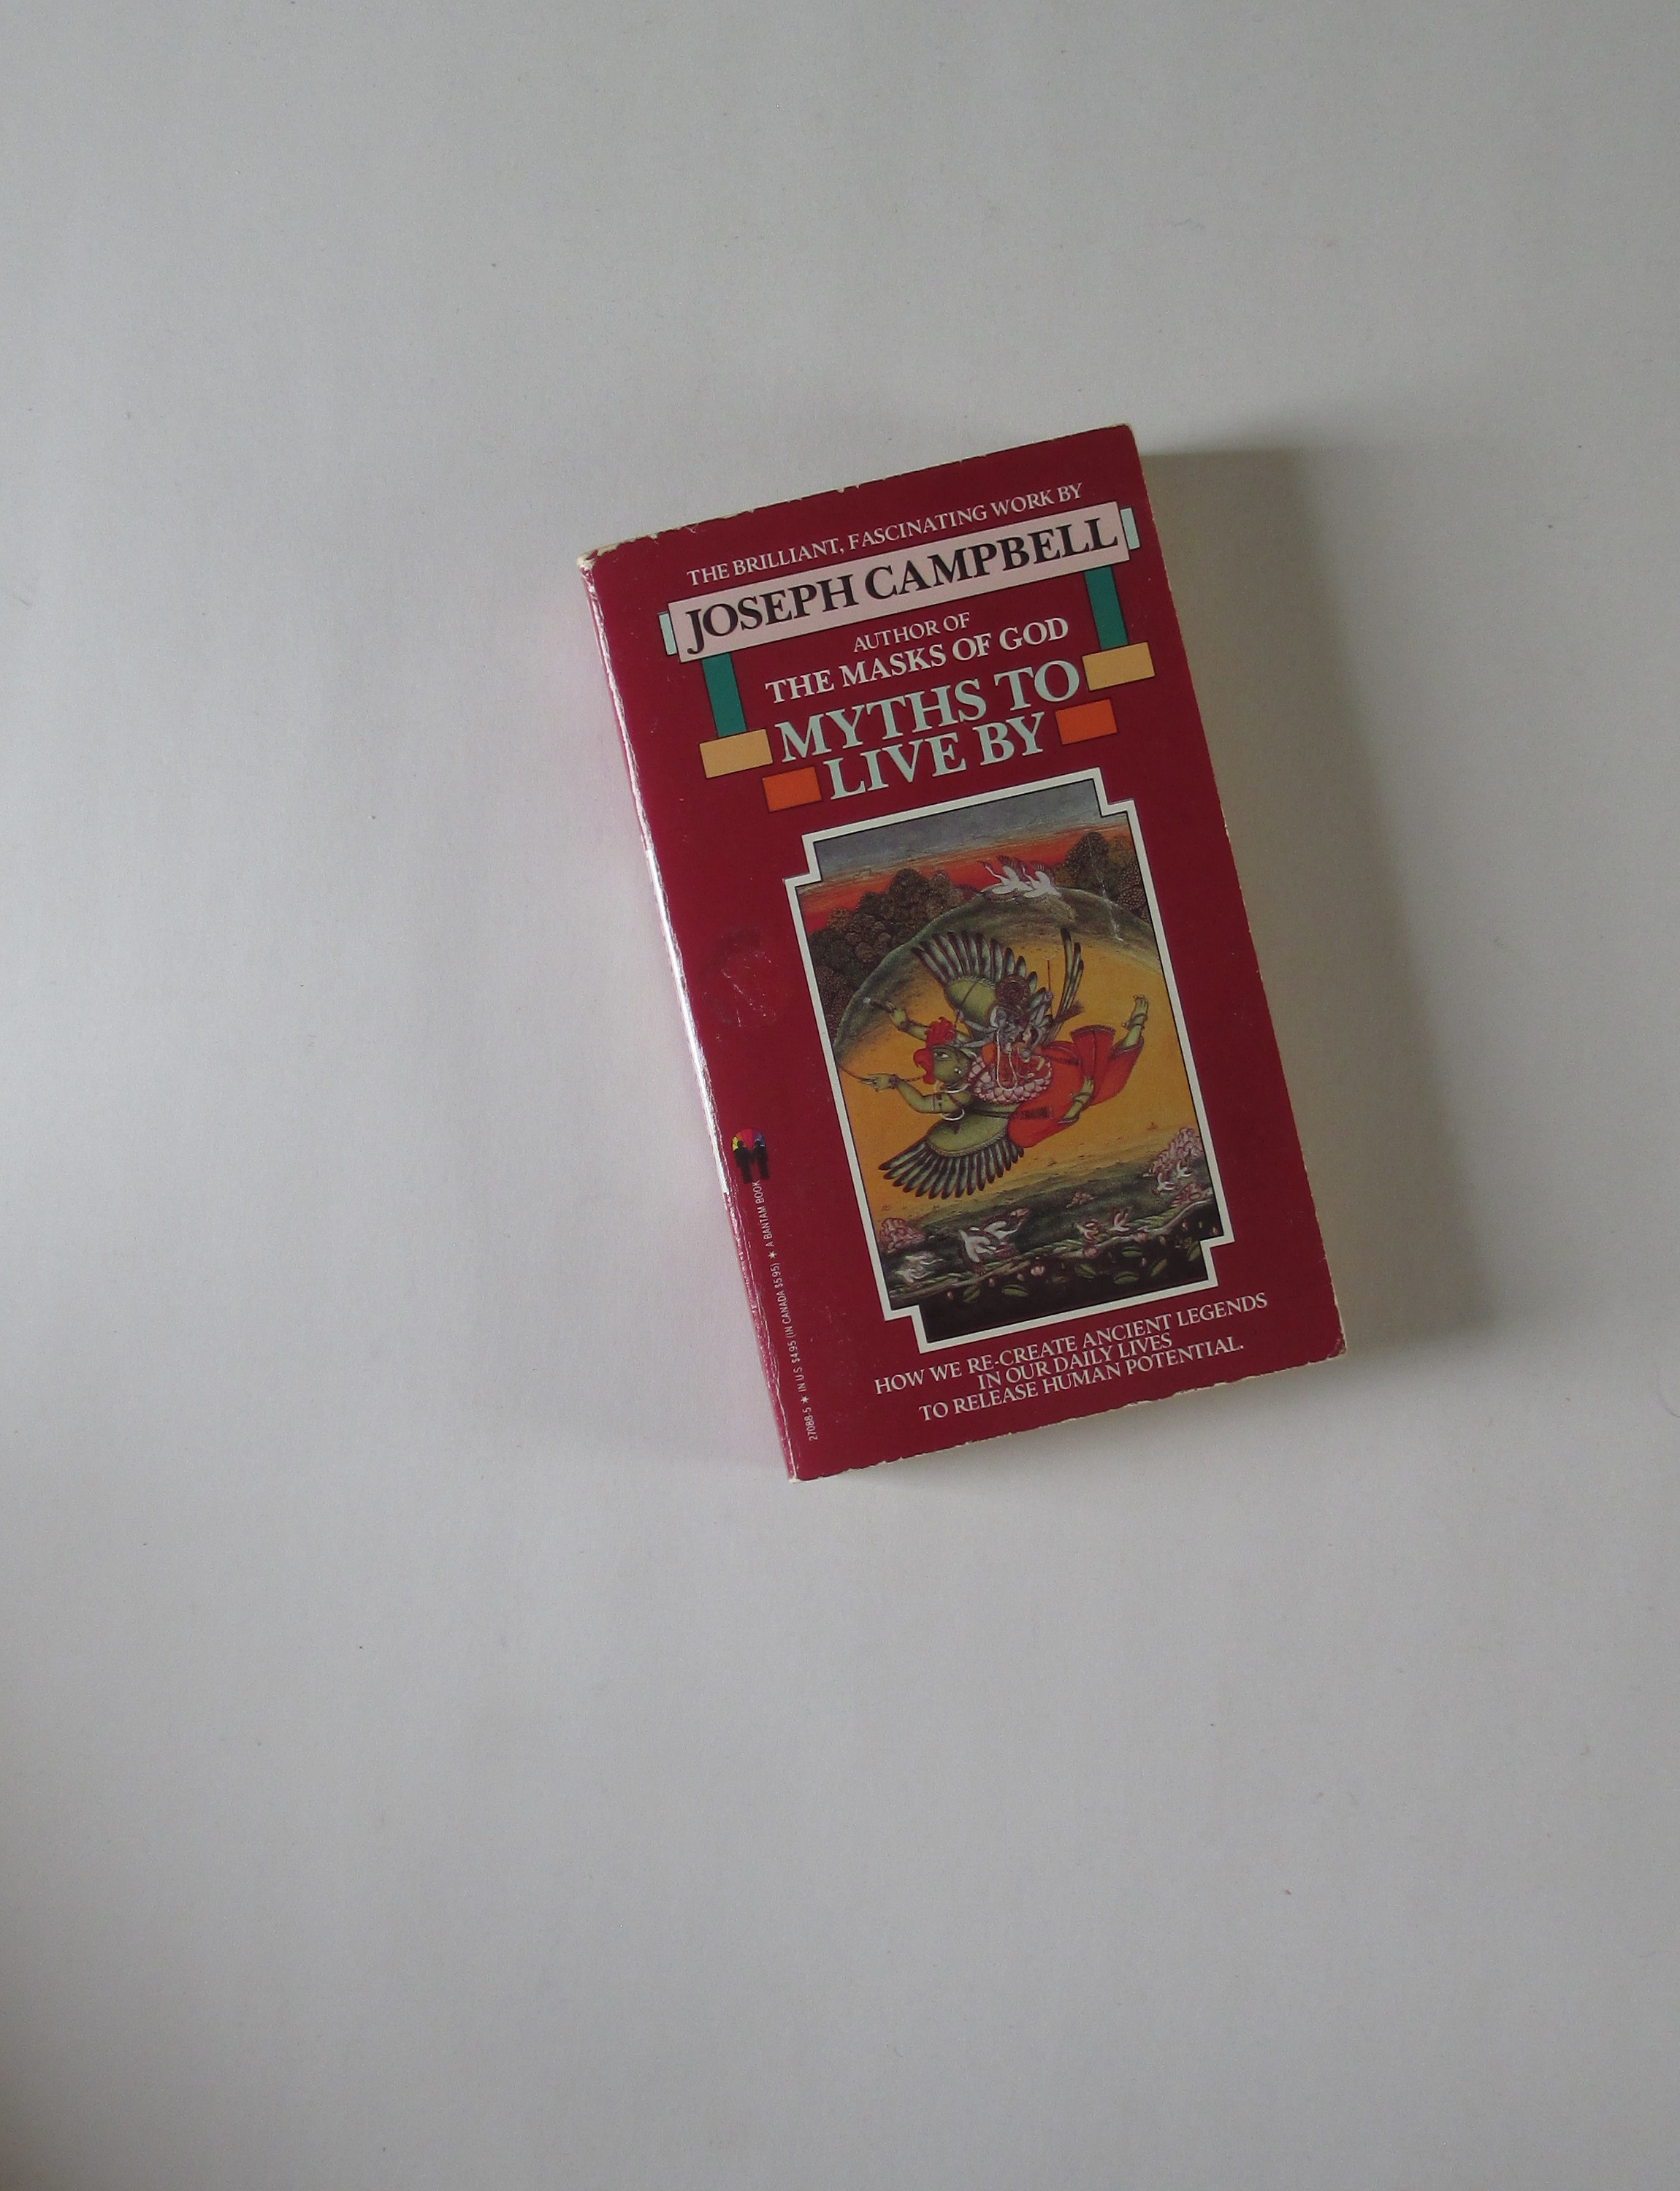 THE BRILLIANT, FASCINATING WORK BY
JOSEPH CAMPBELL
AUTHOR OF
THE MASKS OF GOD
MYTHS TO
LIVE BY
HOW WE RE-CREATE ANCIENT LEGENDS
IN OUR DAILY LIVES
TO RELEASE HUMAN POTENTIAL.
27088-5 * IN U.S. $4.95 (IN CANADA $5.95) * A BANTAM BOOK